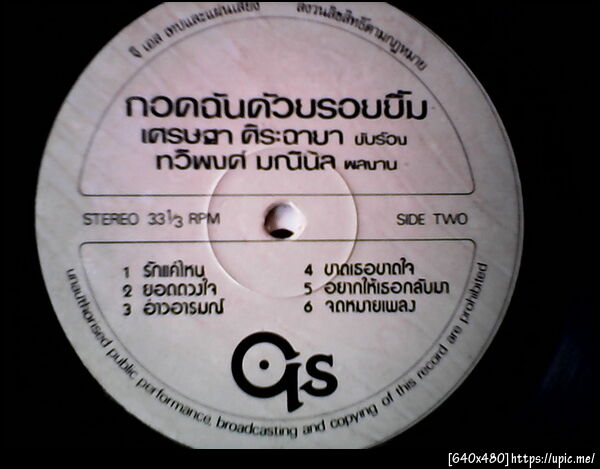 จี เอส เทปและแผ่นเสียง สงวนลิขสิทธิ์ตามกฎหมาย
กอดฉันด้วยรอยยิ้ม
เศรษฐา ศิระฉายา ขับร้อง
ทวีพงศ์ มณีนิล ผลงาน
STEREO 33 1/3 RPM SIDE TWO
1 รักแค่ไหน
2 ยอดดวงใจ
3 อ่าวอารมณ์
4 ขาดเธอขาดใจ
5 อยากให้เธอกลับมา
6 จดหมายเพลง
GS
unauthorised public performance, broadcasting and copying of this record are prohibited
[640x480]https://upic.me/